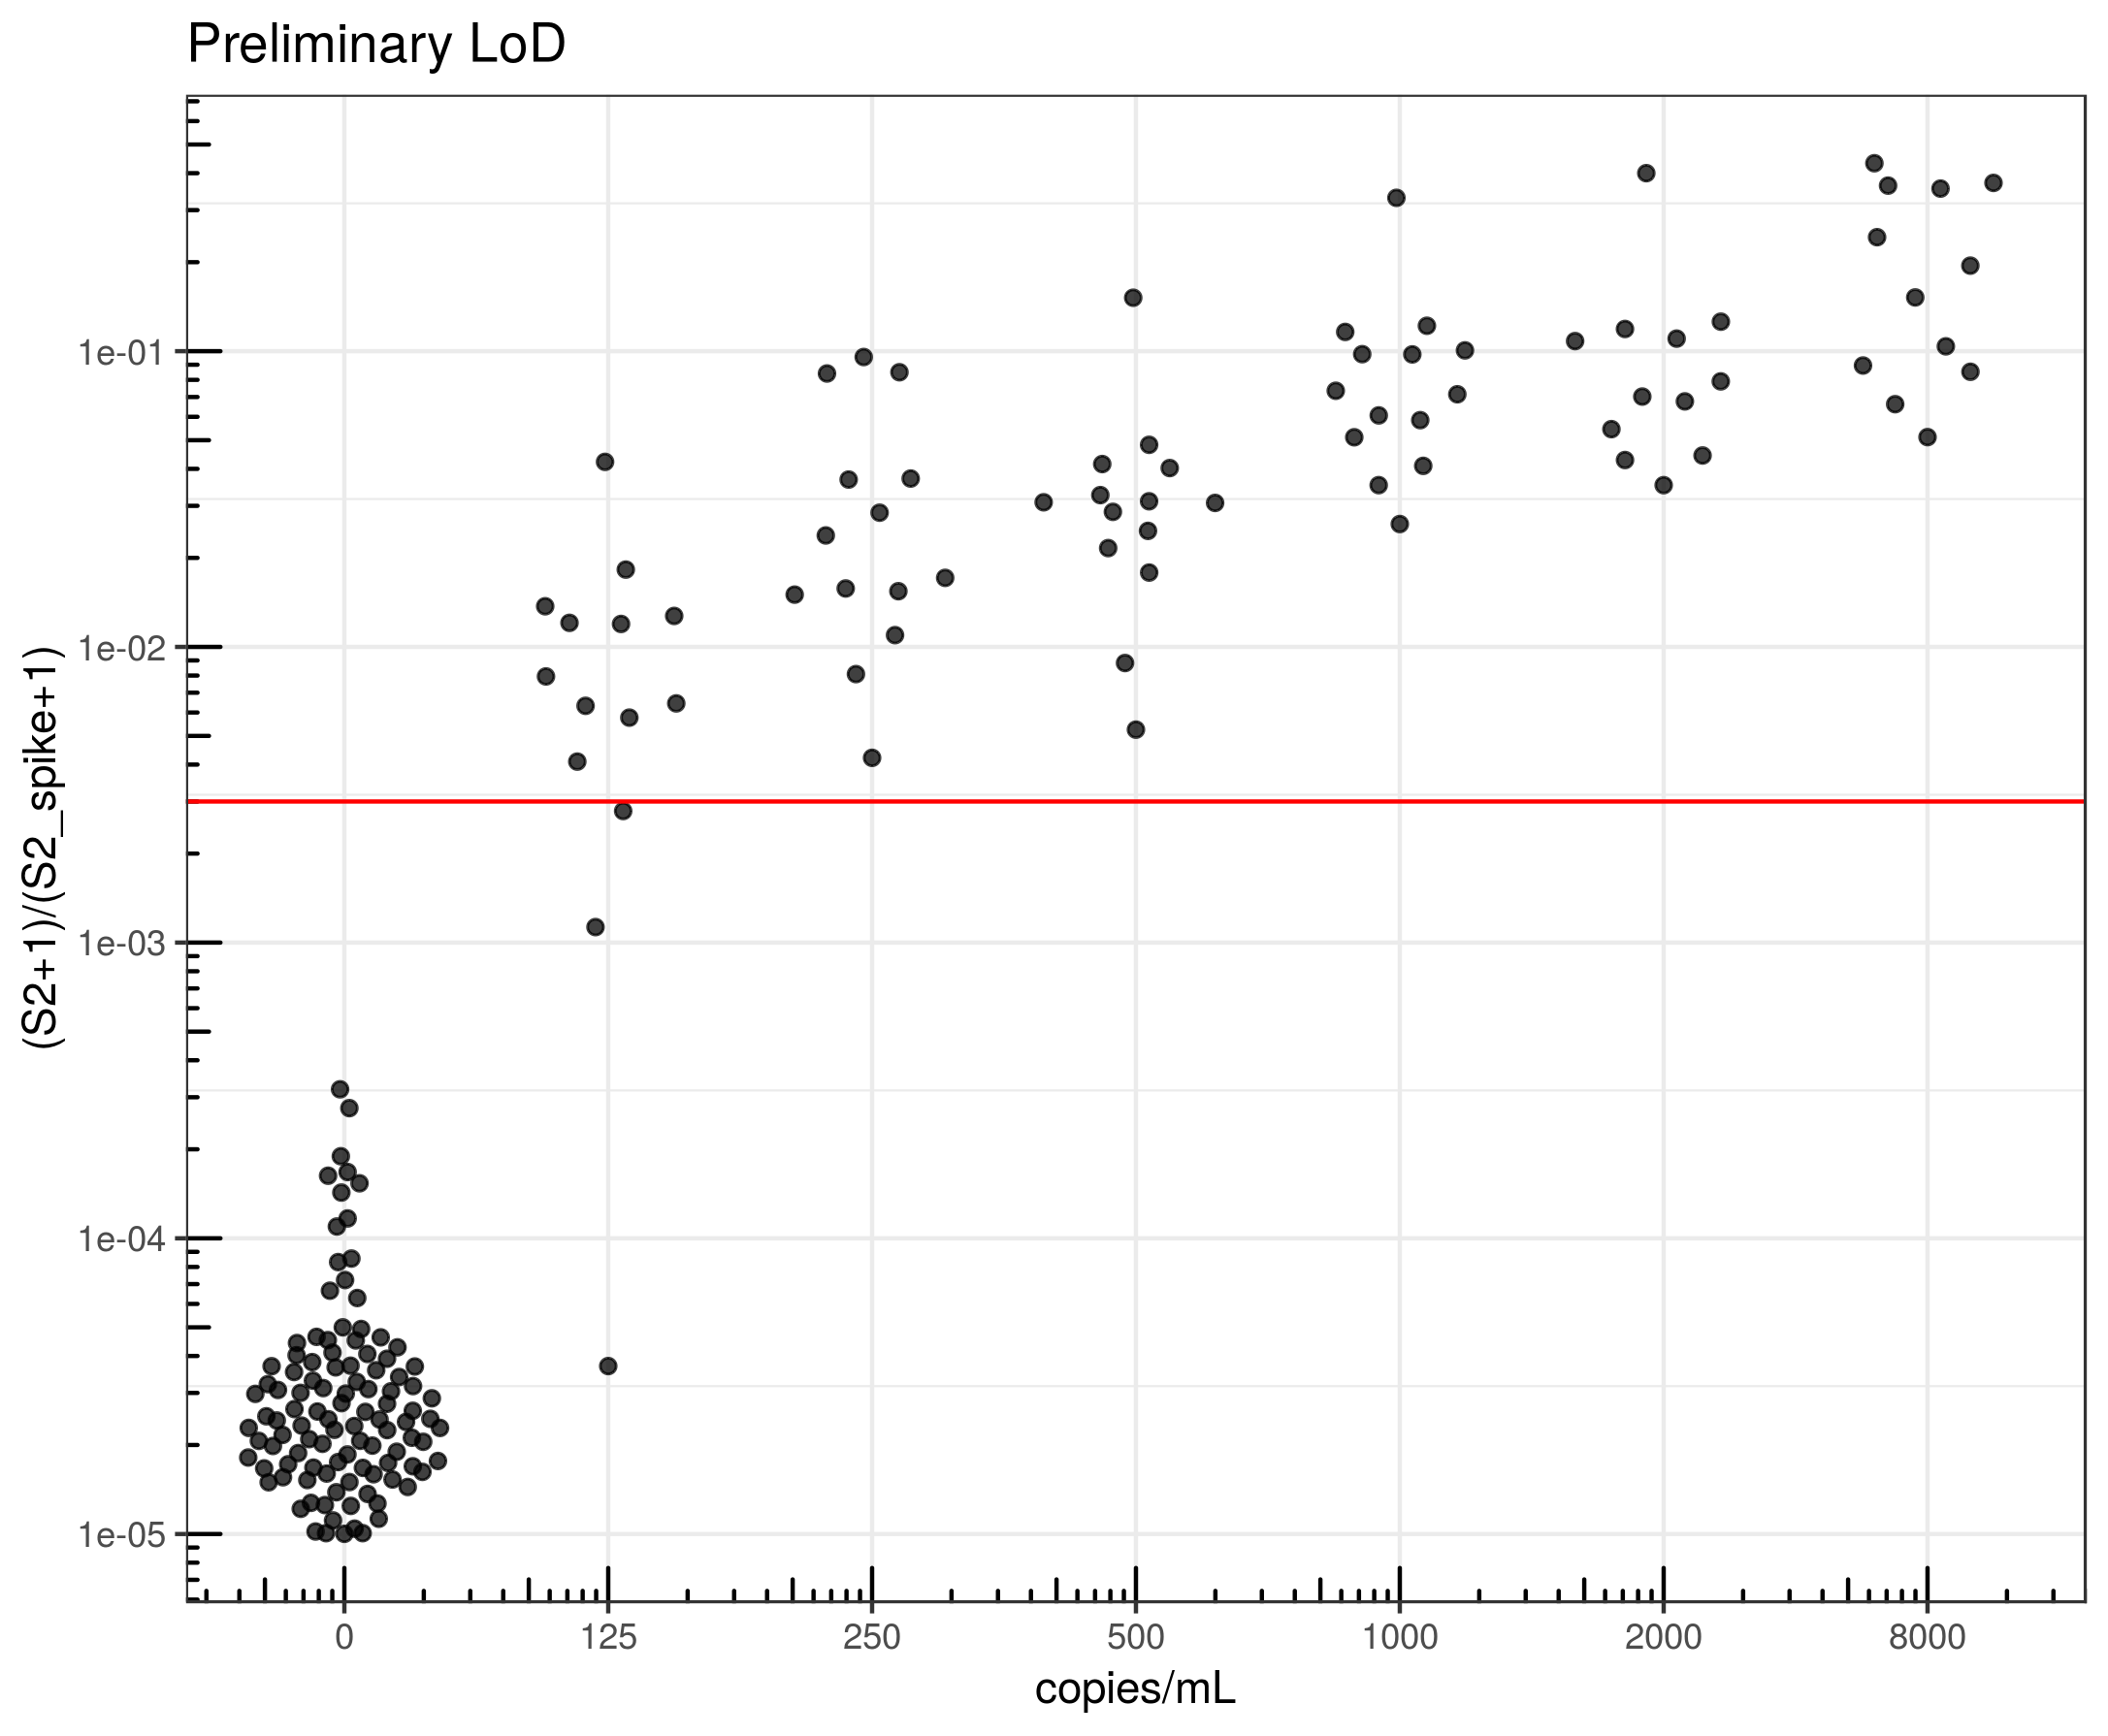 Preliminary LoD
(S2+1)/(S2_spike+1)
1e-01
1e-02
1e-03
1e-04
1e-05
0 125 250 500 1000 2000 8000
copies/mL